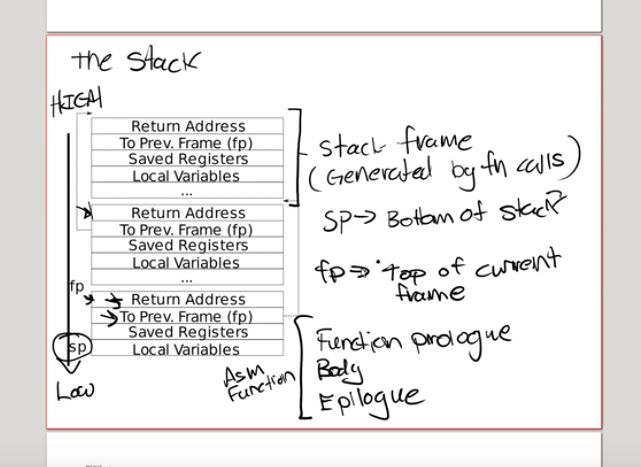 the Stack
HIGH
Return Address
To Prev. Frame (fp)
Saved Registers
Local Variables
...
Stack frame
(Generated by fn calls)
Return Address
To Prev. Frame (fp)
Saved Registers
Local Variables
...
SP→ Bottom of stack
fp⇒ Top of current
frame
fp
Return Address
To Prev. Frame (fp)
Saved Registers
Local Variables
sp
Low
Asm
Function
Function prologue
Body
Epilogue